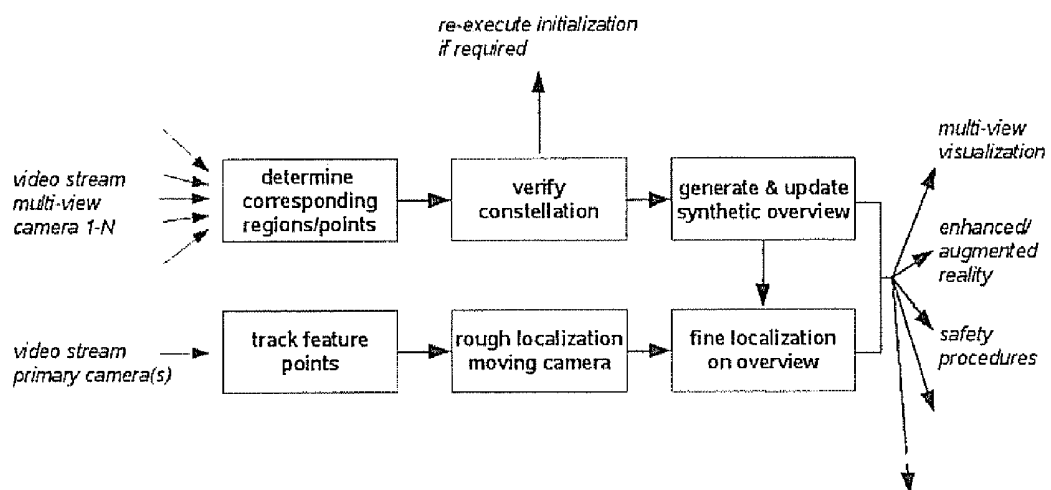 re-execute initialization
if required
video stream
multi-view
camera 1-N
determine
corresponding
regions/points
verify
constellation
generate & update
synthetic overview
multi-view
visualization
enhanced/
augmented
reality
safety
procedures
video stream
primary camera(s)
track feature
points
rough localization
moving camera
fine localization
on overview